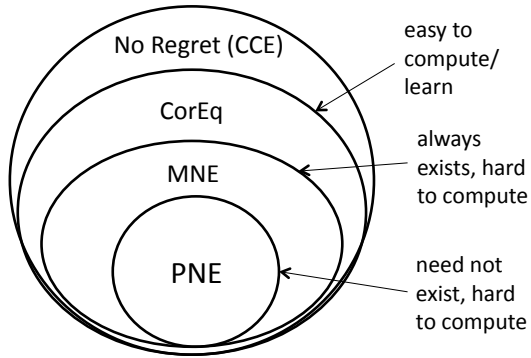 No Regret (CCE)
CorEq
MNE
PNE
easy to
compute/
learn
always
exists, hard
to compute
need not
exist, hard
to compute